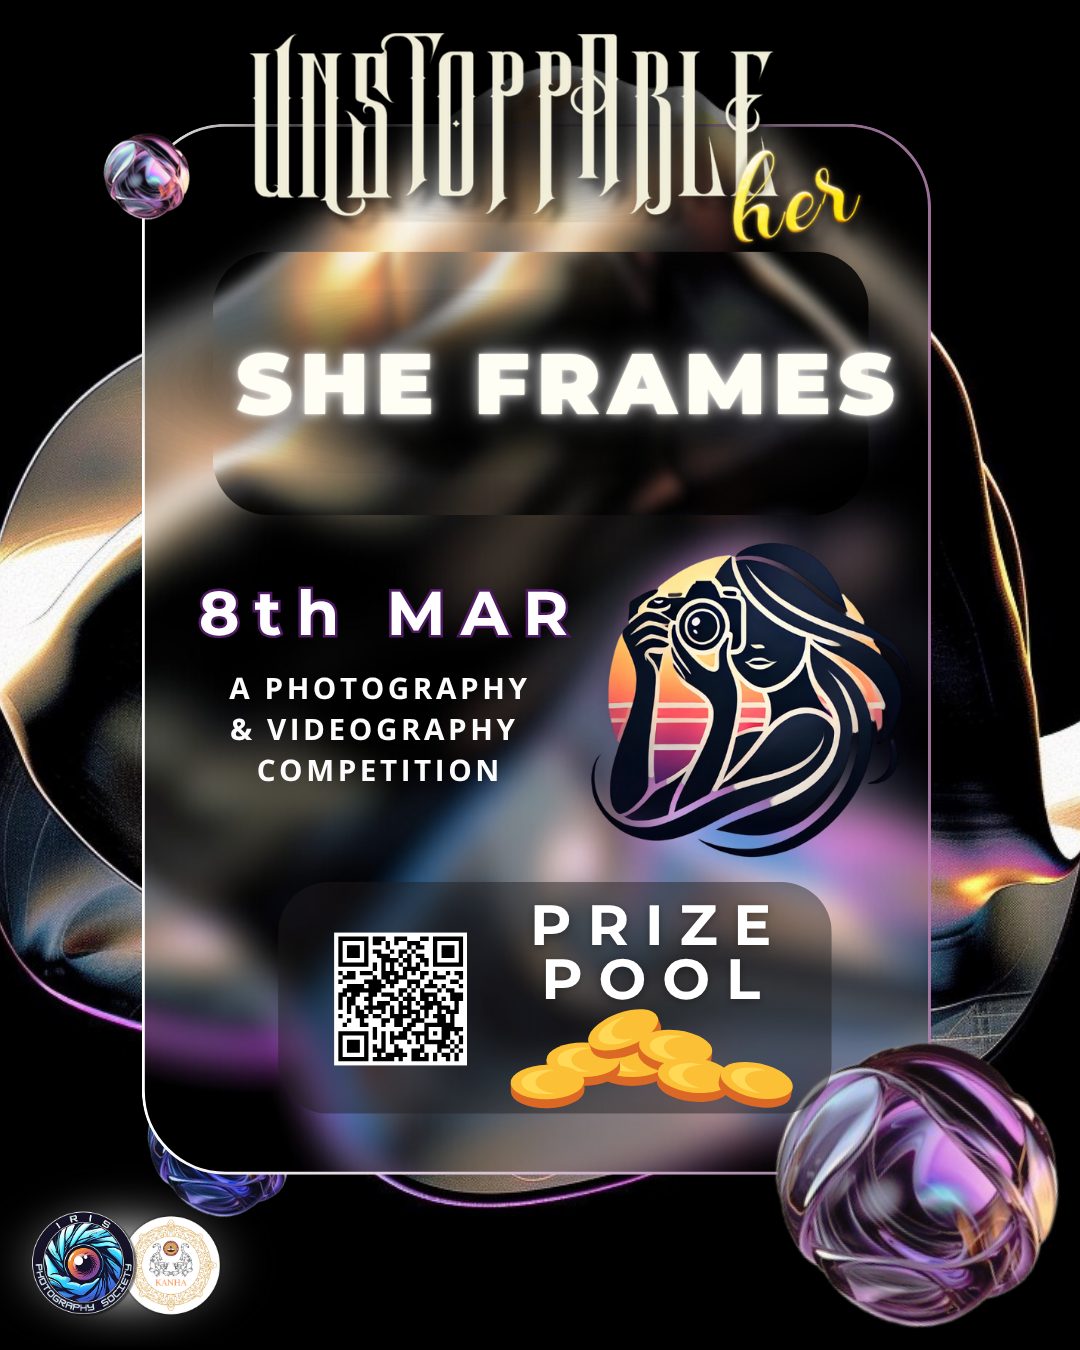 UNSTOPPABLE
her
SHE FRAMES
8th MAR
A PHOTOGRAPHY
& VIDEOGRAPHY
COMPETITION
PRIZE
POOL
IRIS
PHOTOGRAPHY SOCIETY
KANHA